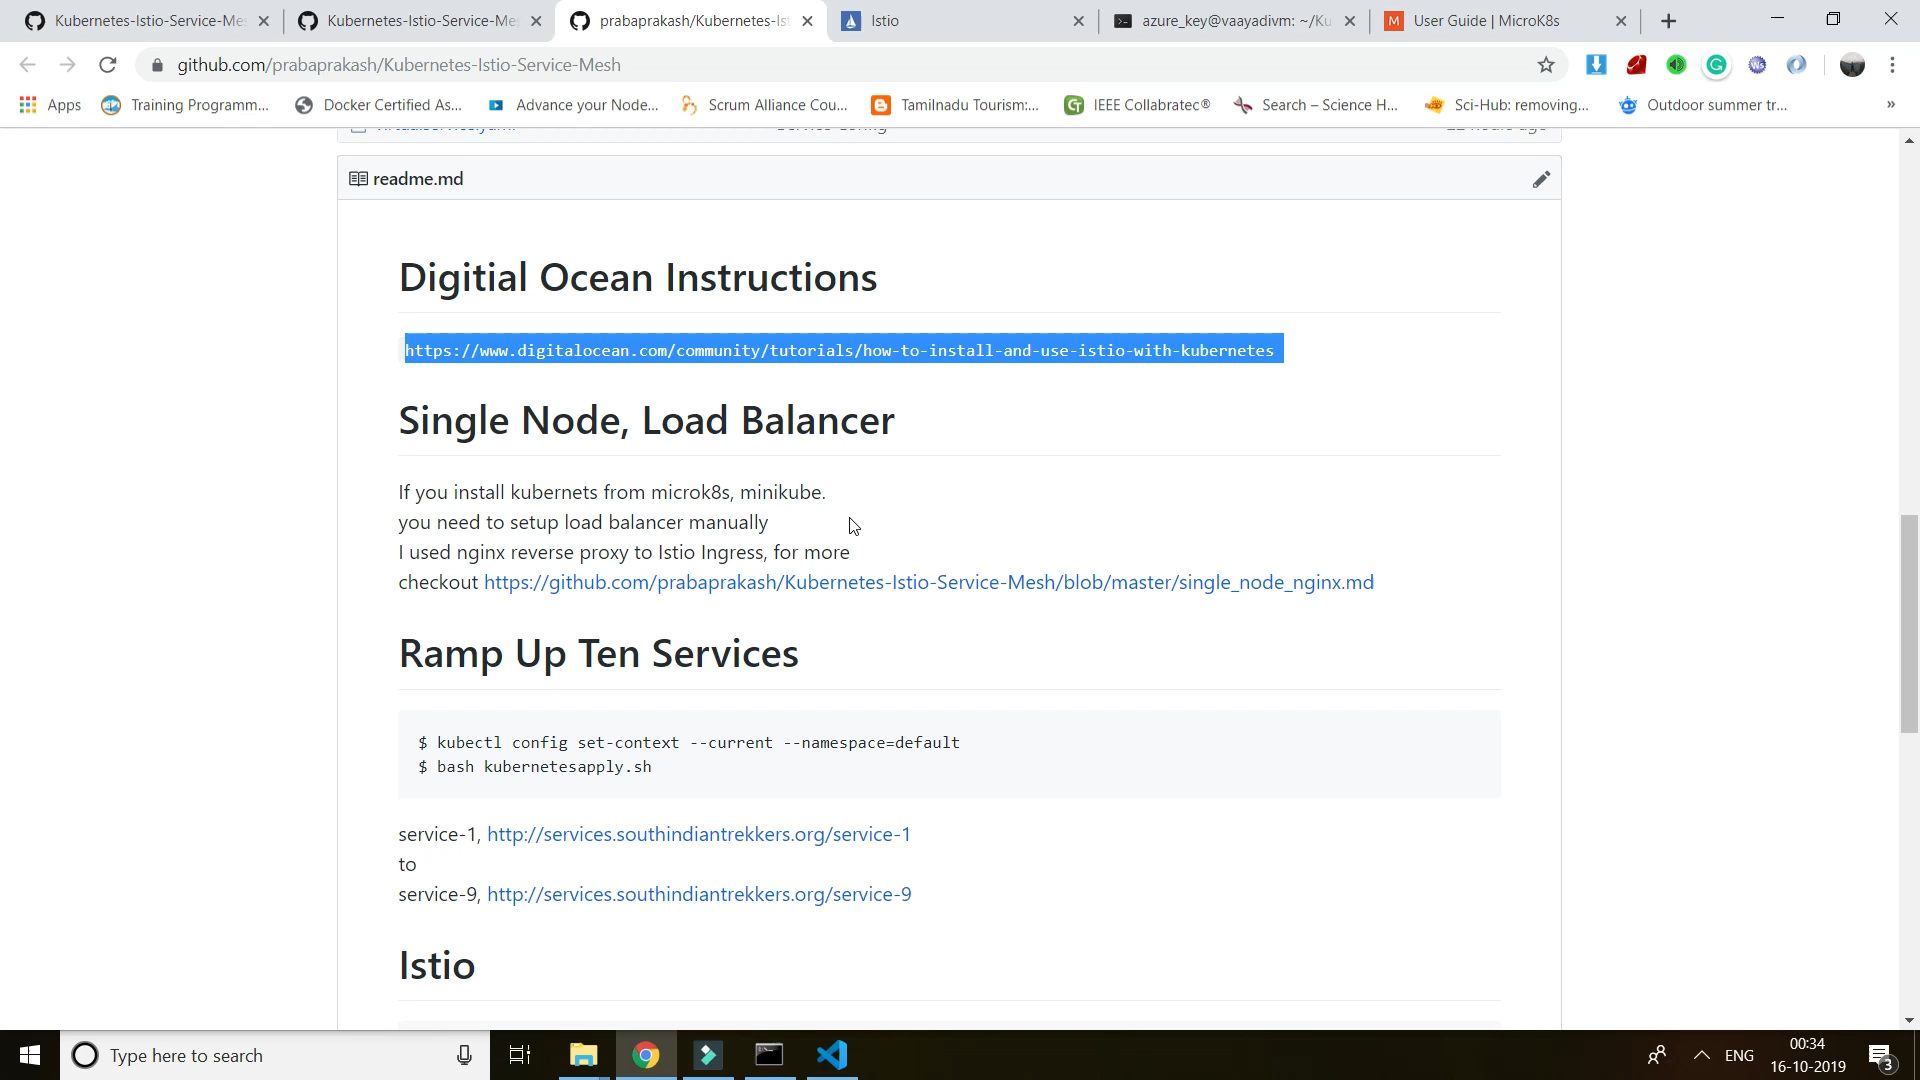 Kubernetes-Istio-Service-Me
Kubernetes-Istio-Service-Me
prabaprakash/Kubernetes-Ist
Istio
azure_key@vaayadivm: ~/Ku
User Guide | MicroK8s
github.com/prabaprakash/Kubernetes-Istio-Service-Mesh
Apps
Training Programm...
Docker Certified As...
Advance your Node...
Scrum Alliance Cou...
Tamilnadu Tourism:...
IEEE Collabratec®
Search – Science H...
Sci-Hub: removing...
Outdoor summer tr...
»
readme.md
Digitial Ocean Instructions
https://www.digitalocean.com/community/tutorials/how-to-install-and-use-istio-with-kubernetes
Single Node, Load Balancer
If you install kubernets from microk8s, minikube.
you need to setup load balancer manually
I used nginx reverse proxy to Istio Ingress, for more
checkout https://github.com/prabaprakash/Kubernetes-Istio-Service-Mesh/blob/master/single_node_nginx.md
Ramp Up Ten Services
$ kubectl config set-context --current --namespace=default
$ bash kubernetesapply.sh
service-1, http://services.southindiantrekkers.org/service-1
to
service-9, http://services.southindiantrekkers.org/service-9
Istio
Type here to search
ENG
00:34
16-10-2019
3